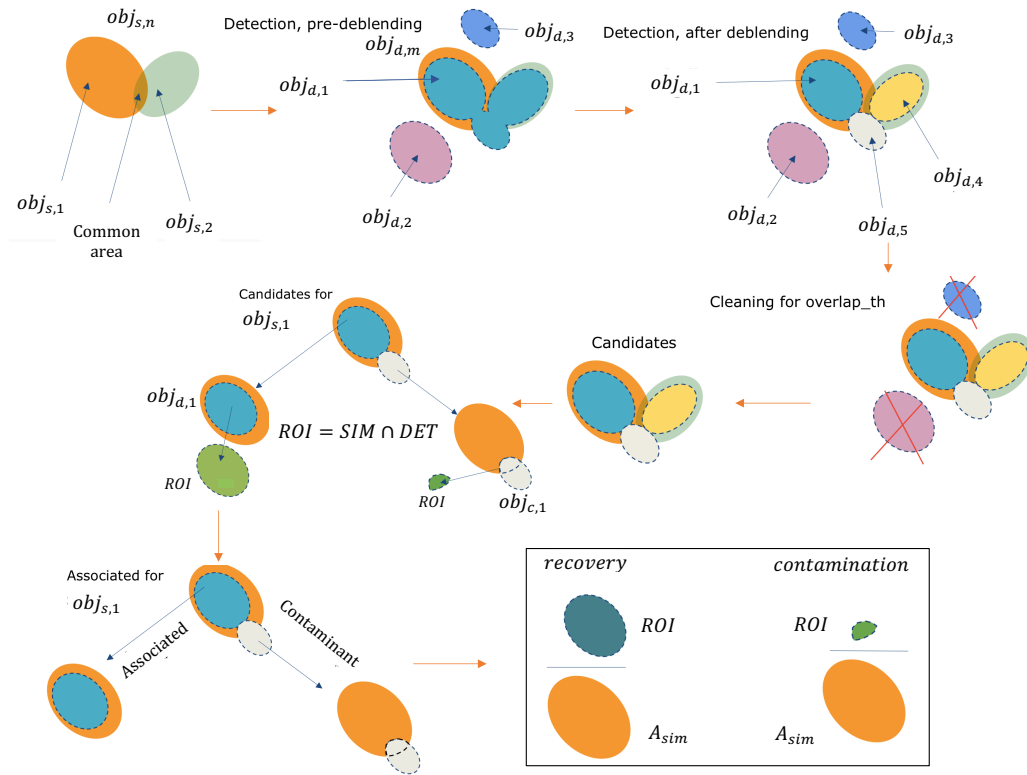 obj_{s,n}
obj_{s,1}
Common
area
obj_{s,2}
Detection, pre-deblending
obj_{d,m}
obj_{d,3}
obj_{d,1}
obj_{d,2}
Detection, after deblending
obj_{d,3}
obj_{d,1}
obj_{d,4}
obj_{d,2}
obj_{d,5}
Cleaning for overlap_th
Candidates
Candidates for
obj_{s,1}
obj_{d,1}
ROI = SIM ∩ DET
ROI
ROI
obj_{c,1}
Associated for
obj_{s,1}
Associated
Contaminant
recovery
contamination
ROI
ROI
A_{sim}
A_{sim}